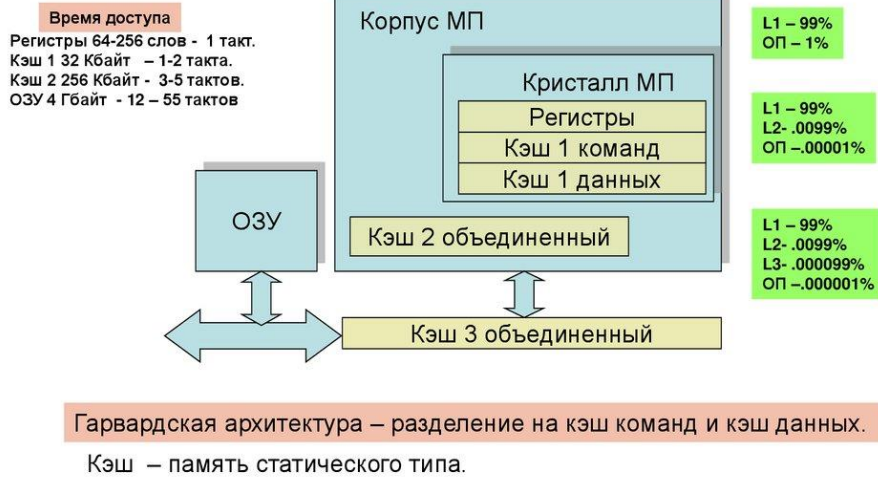 Время доступа
Регистры 64-256 слов - 1 такт.
Кэш 1 32 Кбайт – 1-2 такта.
Кэш 2 256 Кбайт - 3-5 тактов.
ОЗУ 4 Гбайт - 12 – 55 тактов
Корпус МП
Кристалл МП
Регистры
Кэш 1 команд
Кэш 1 данных
ОЗУ
Кэш 2 объединенный
Кэш 3 объединенный
L1 – 99%
ОП – 1%
L1 – 99%
L2- .0099%
ОП –.00001%
L1 – 99%
L2- .0099%
L3- .000099%
ОП –.000001%
Гарвардская архитектура – разделение на кэш команд и кэш данных.
Кэш – память статического типа.